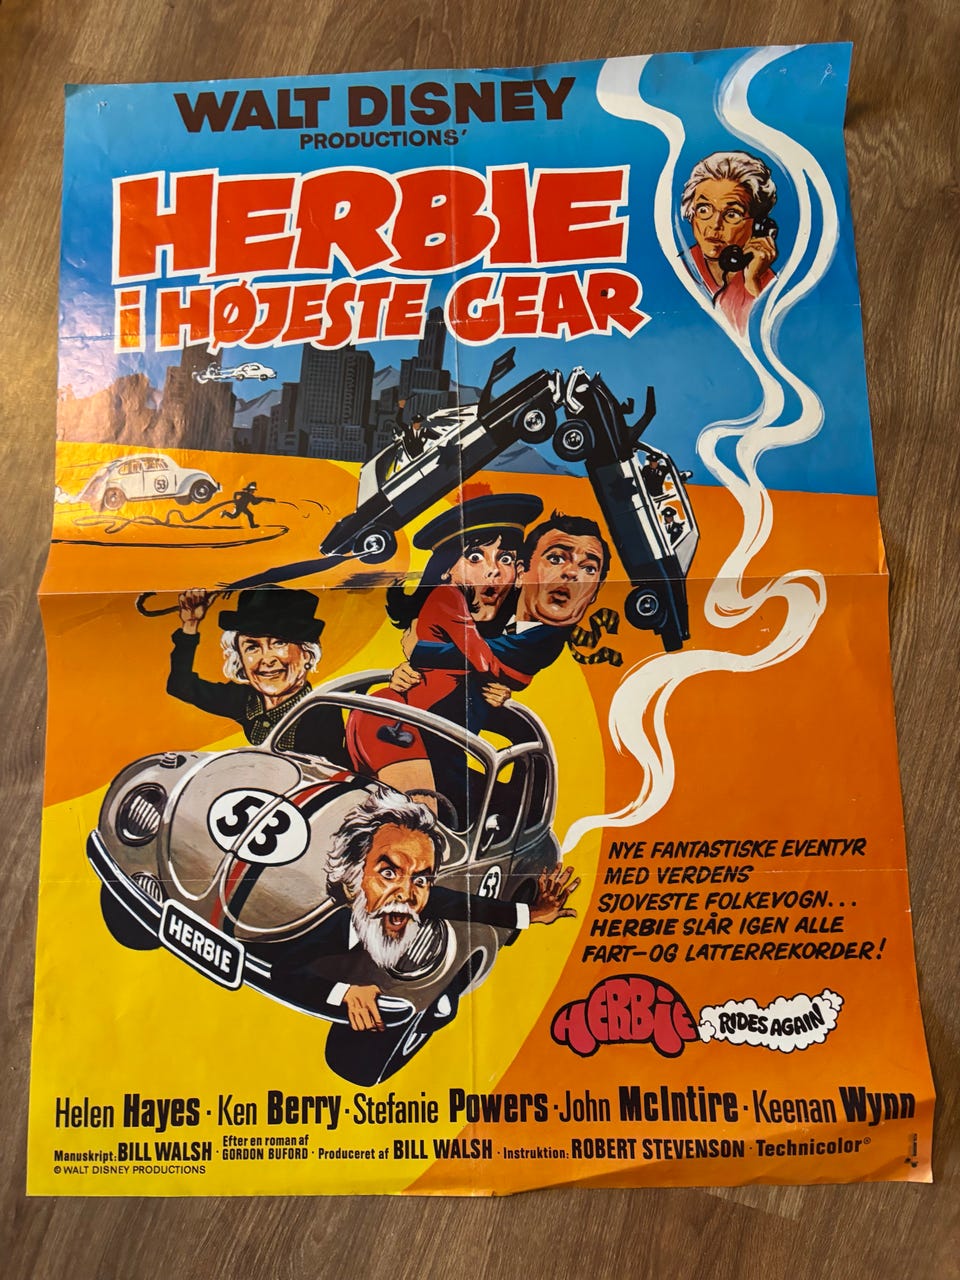 WALT DISNEY
PRODUCTIONS'
HERBIE
i HØJESTE GEAR
53
53
HERBIE
53
NYE FANTASTISKE EVENTYR
MED VERDENS
SJOVESTE FOLKEVOGN...
HERBIE SLÅR IGEN ALLE
FART-OG LATTERREKORDER!
HERBIE RIDES AGAIN
Helen Hayes · Ken Berry · Stefanie Powers · John McIntire · Keenan Wynn
Manuskript: BILL WALSH · Efter en roman af GORDON BUFORD · Produceret af BILL WALSH · Instruktion: ROBERT STEVENSON · Technicolor®
© WALT DISNEY PRODUCTIONS